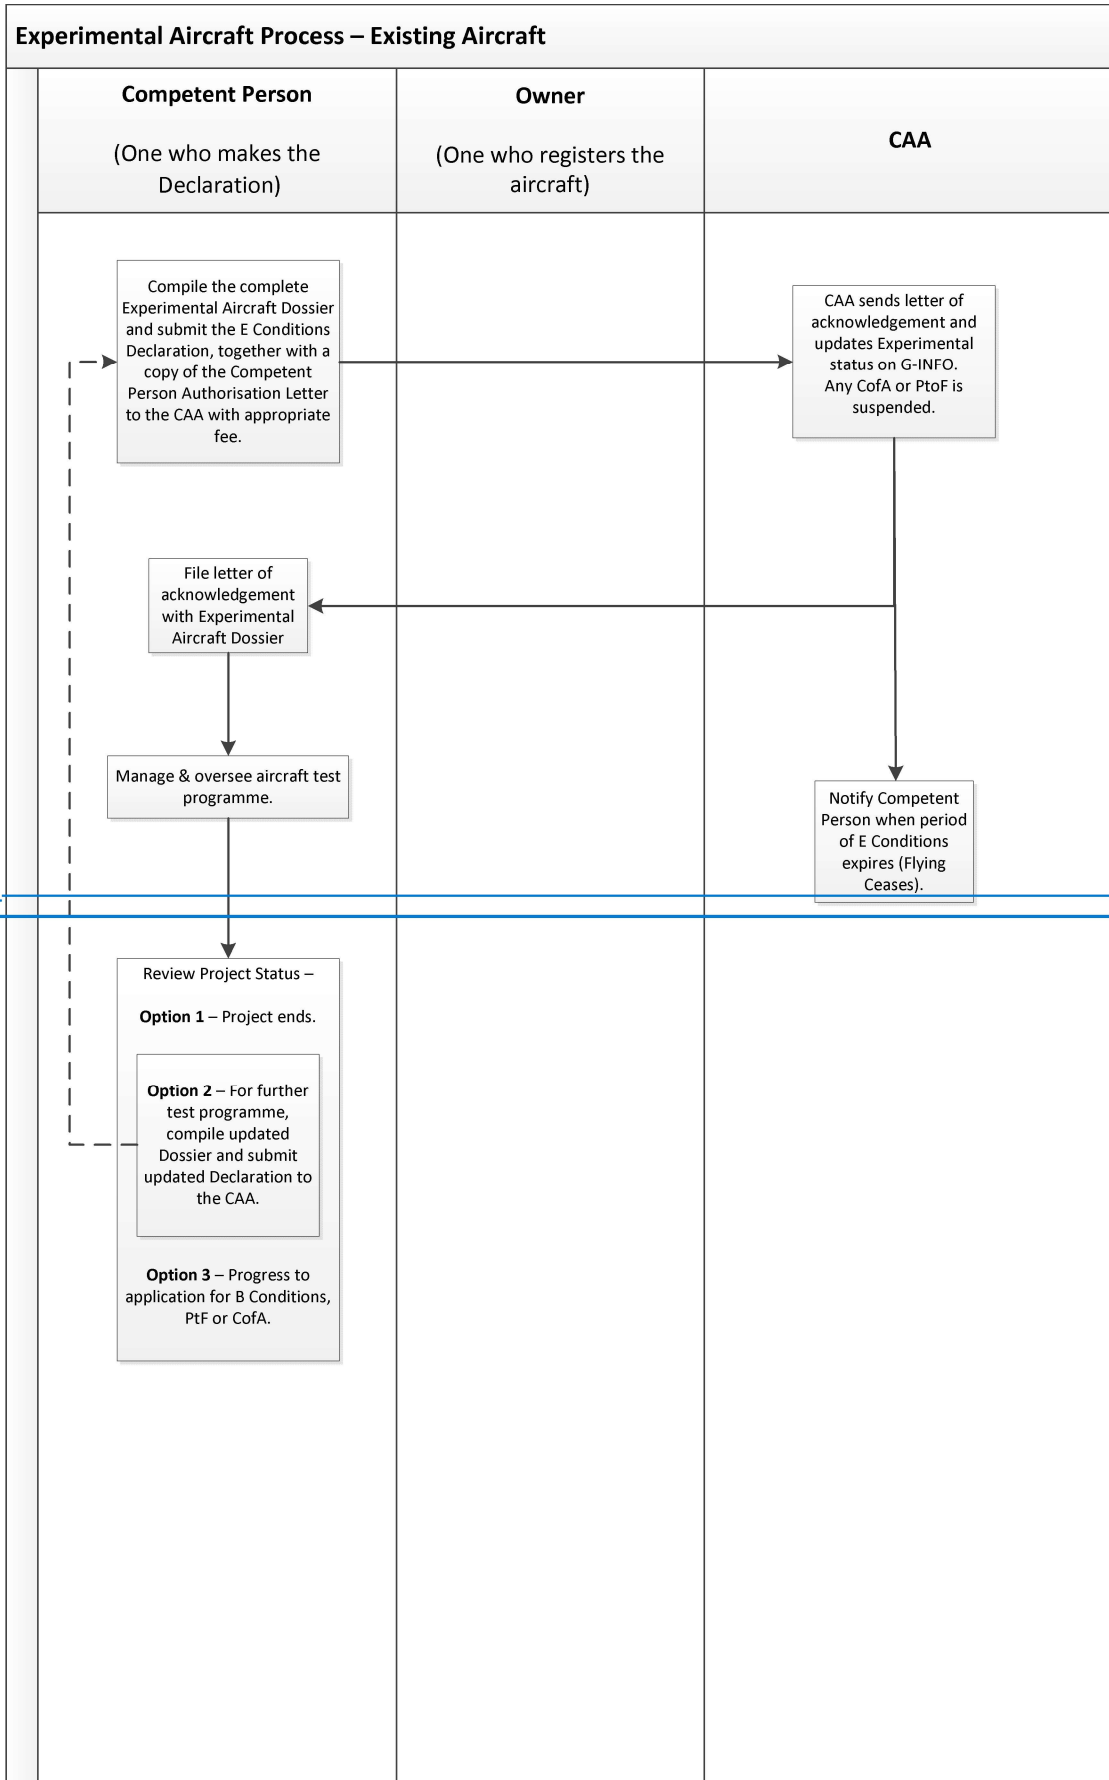 Experimental Aircraft Process – Existing Aircraft
Competent Person
(One who makes the
Declaration)
Owner
(One who registers the
aircraft)
CAA
Compile the complete
Experimental Aircraft Dossier
and submit the E Conditions
Declaration, together with a
copy of the Competent
Person Authorisation Letter
to the CAA with appropriate
fee.
CAA sends letter of
acknowledgement and
updates Experimental
status on G-INFO.
Any CofA or PtoF is
suspended.
File letter of
acknowledgement
with Experimental
Aircraft Dossier
Manage & oversee aircraft test
programme.
Notify Competent
Person when period
of E Conditions
expires (Flying
Ceases).
Review Project Status –
Option 1 – Project ends.
Option 2 – For further
test programme,
compile updated
Dossier and submit
updated Declaration to
the CAA.
Option 3 – Progress to
application for B Conditions,
PtF or CofA.